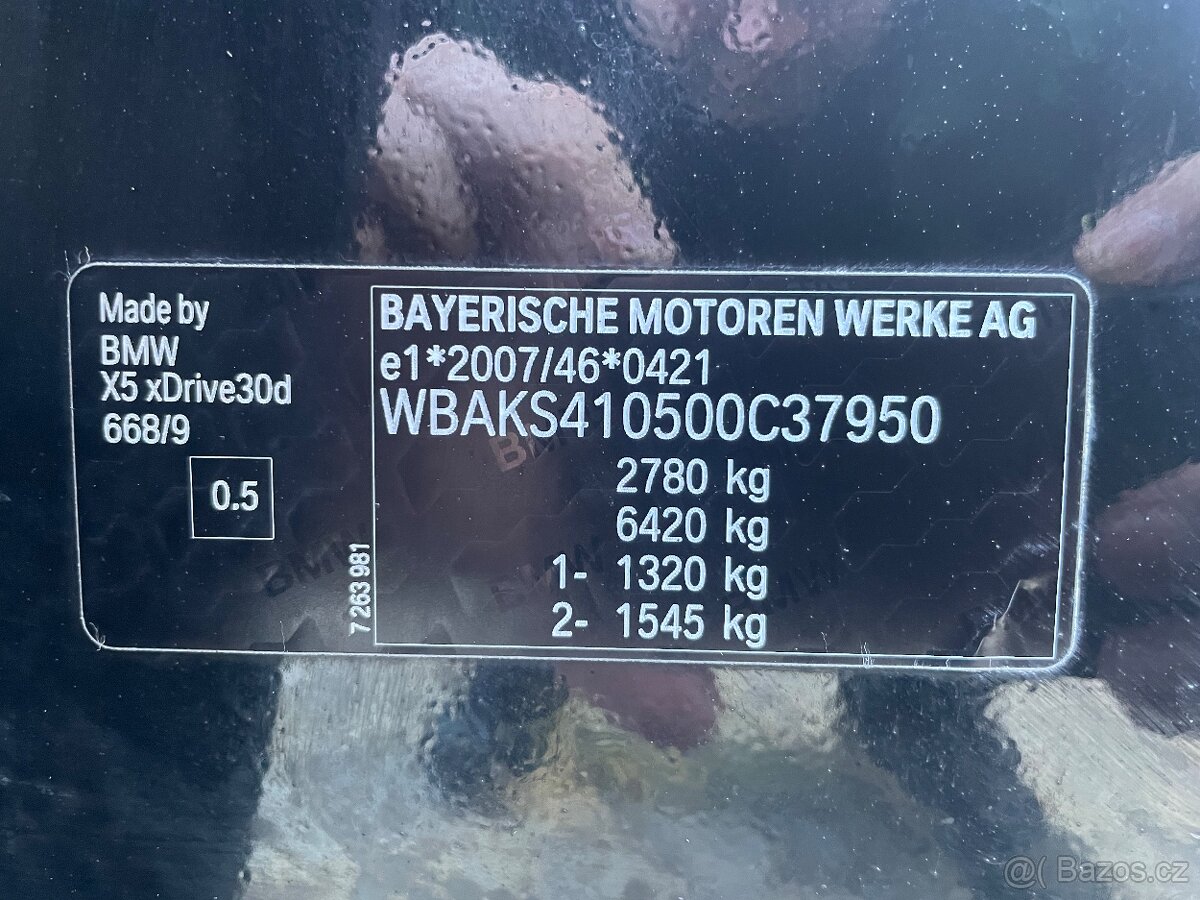 Made by
BMW
X5 xDrive30d
668/9
0.5
7 263 981
BAYERISCHE MOTOREN WERKE AG
e1*2007/46*0421
WBAKS410500C37950
2780 kg
6420 kg
1- 1320 kg
2- 1545 kg
BMW
@( Bazos.cz